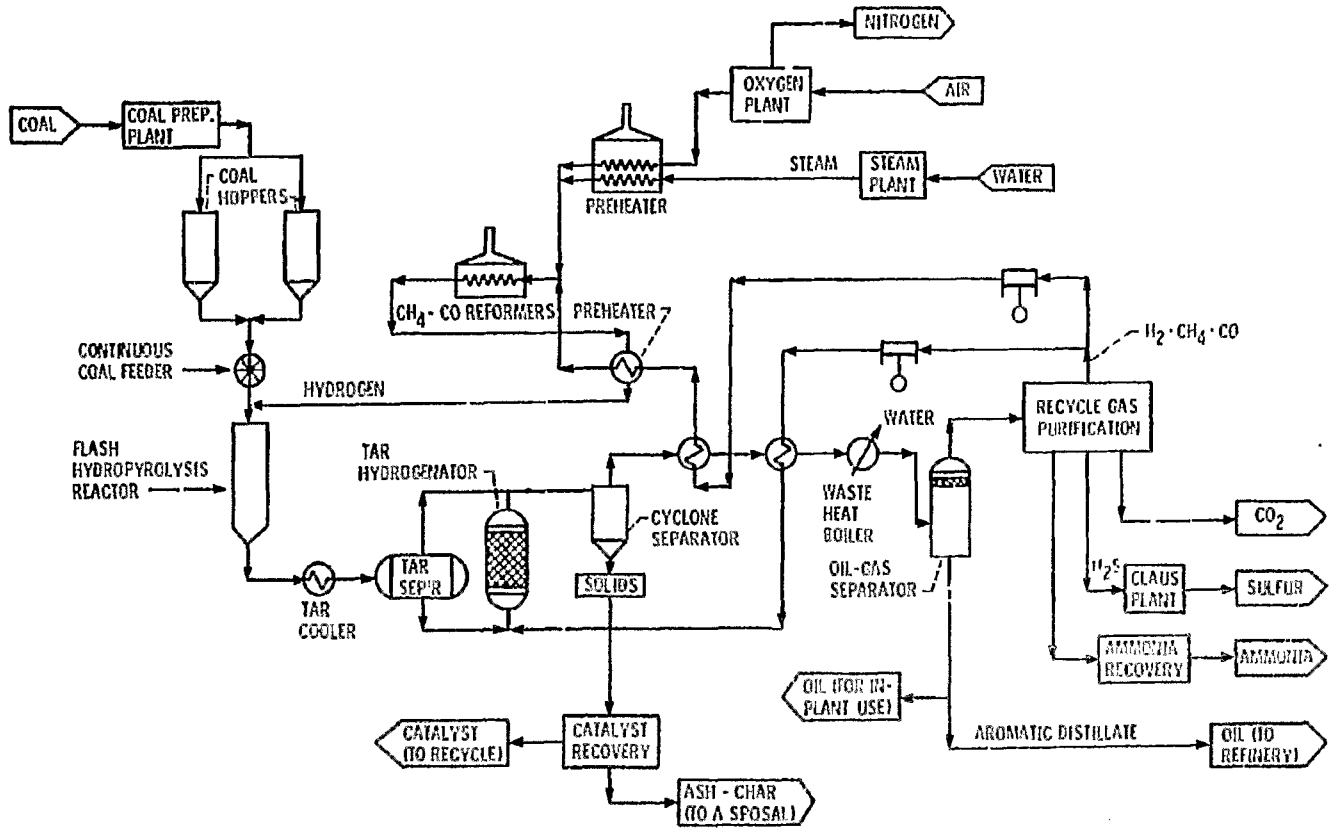 NITROGEN
OXYGEN
PLANT
AIR
COAL
COAL PREP.
PLANT
COAL
HOPPERS
STEAM
STEAM
PLANT
WATER
PREHEATER
CH4 - CO REFORMERS
PREHEATER
H2 · CH4 · CO
CONTINUOUS
COAL FEEDER
HYDROGEN
RECYCLE GAS
PURIFICATION
WATER
FLASH
HYDROPYROLYSIS
REACTOR
TAR
HYDROGENATOR
CYCLONE
SEPARATOR
WASTE
HEAT
BOILER
CO2
TAR
SEP'R
SOLIDS
OIL-GAS
SEPARATOR
H2S
CLAUS
PLANT
SULFUR
TAR
COOLER
AMMONIA
RECOVERY
AMMONIA
OIL (FOR IN-
PLANT USE)
CATALYST
(TO RECYCLE)
CATALYST
RECOVERY
AROMATIC DISTILLATE
OIL (TO
REFINERY)
ASH - CHAR
(TO A SPOSAL)